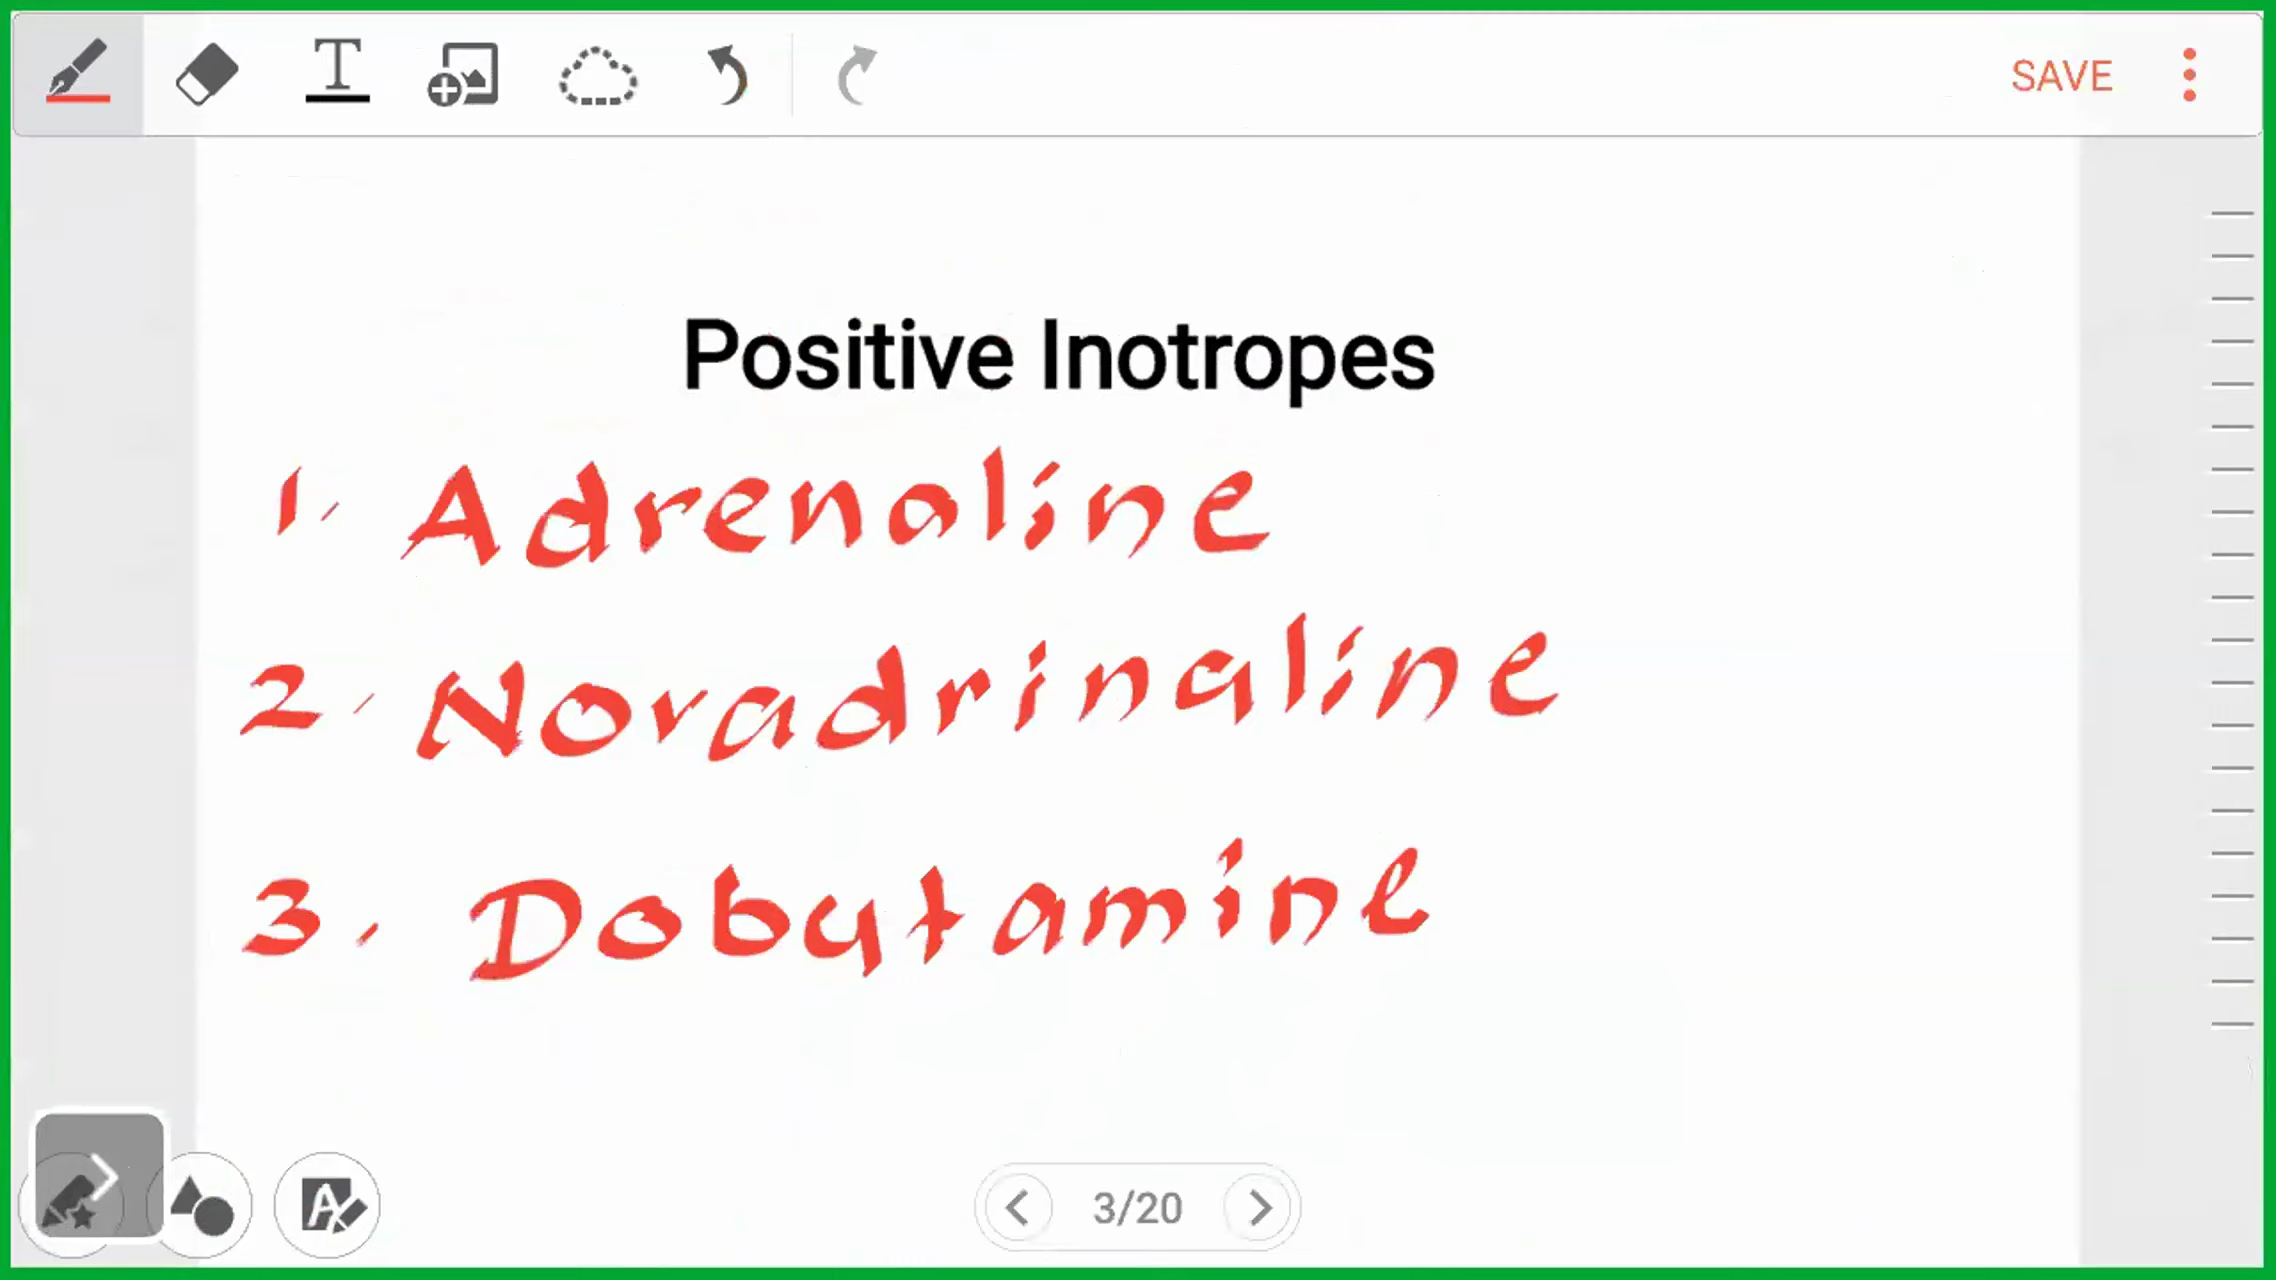 T
SAVE
Positive Inotropes
1. Adrenaline
2. Noradrinaline
3. Dobutamine
A
3/20